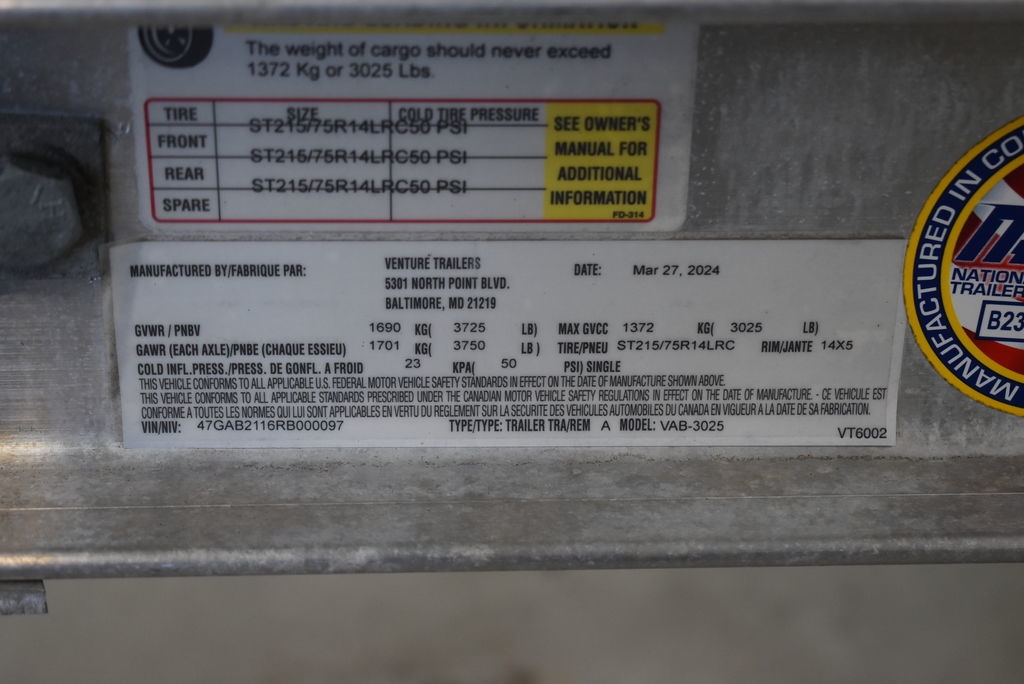 The weight of cargo should never exceed
1372 Kg or 3025 Lbs.
TIRE SIZE COLD TIRE PRESSURE
FRONT ST215/75R14LRC50 PSI
REAR ST215/75R14LRC50 PSI
SPARE ST215/75R14LRC50 PSI
SEE OWNER'S
MANUAL FOR
ADDITIONAL
INFORMATION
FD-314
MANUFACTURED BY/FABRIQUE PAR: VENTURE TRAILERS DATE: Mar 27, 2024
5301 NORTH POINT BLVD.
BALTIMORE, MD 21219
GVWR / PNBV 1690 KG( 3725 LB) MAX GVCC 1372 KG( 3025 LB)
GAWR (EACH AXLE)/PNBE (CHAQUE ESSIEU) 1701 KG( 3750 LB ) TIRE/PNEU ST215/75R14LRC RIM/JANTE 14X5
COLD INFL.PRESS./PRESS. DE GONFL. A FROID 23 KPA( 50 PSI) SINGLE
THIS VEHICLE CONFORMS TO ALL APPLICABLE U.S. FEDERAL MOTOR VEHICLE SAFETY STANDARDS IN EFFECT ON THE DATE OF MANUFACTURE SHOWN ABOVE.
THIS VEHICLE CONFORMS TO ALL APPLICABLE STANDARDS PRESCRIBED UNDER THE CANADIAN MOTOR VEHICLE SAFETY REGULATIONS IN EFFECT ON THE DATE OF MANUFACTURE. - CE VEHICULE EST
CONFORME A TOUTES LES NORMES QUI LUI SONT APPLICABLES EN VERTU DU REGLEMENT SUR LA SECURITE DES VEHICULES AUTOMOBILES DU CANADA EN VIGUEUR A LA DATE DE SA FABRICATION.
VIN/NIV: 47GAB2116RB000097 TYPE/TYPE: TRAILER TRA/REM A MODEL: VAB-3025
VT6002
MANUFACTURED IN CO
NATION
TRAILER
B23
MAN